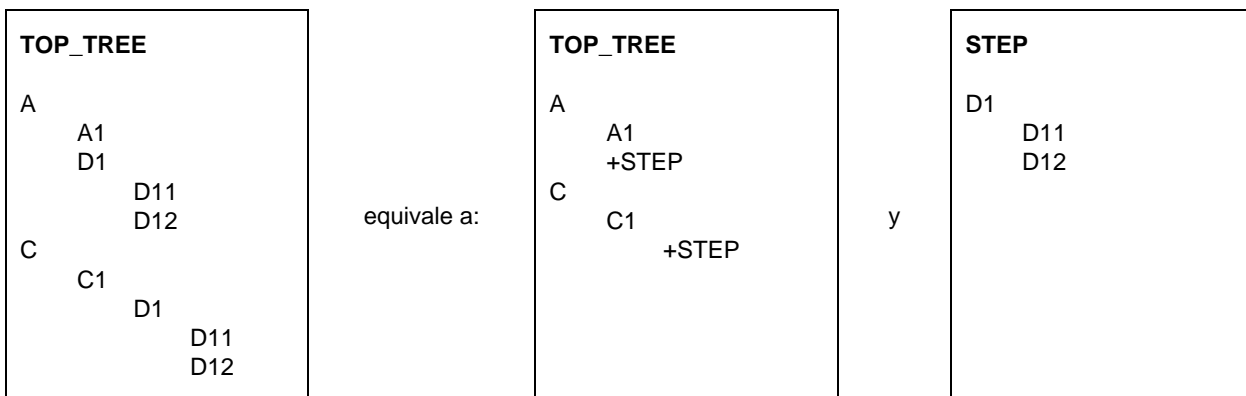 TOP_TREE
A
A1
D1
D11
D12
C
C1
D1
D11
D12
equivale a:
TOP_TREE
A
A1
+STEP
C
C1
+STEP
y
STEP
D1
D11
D12